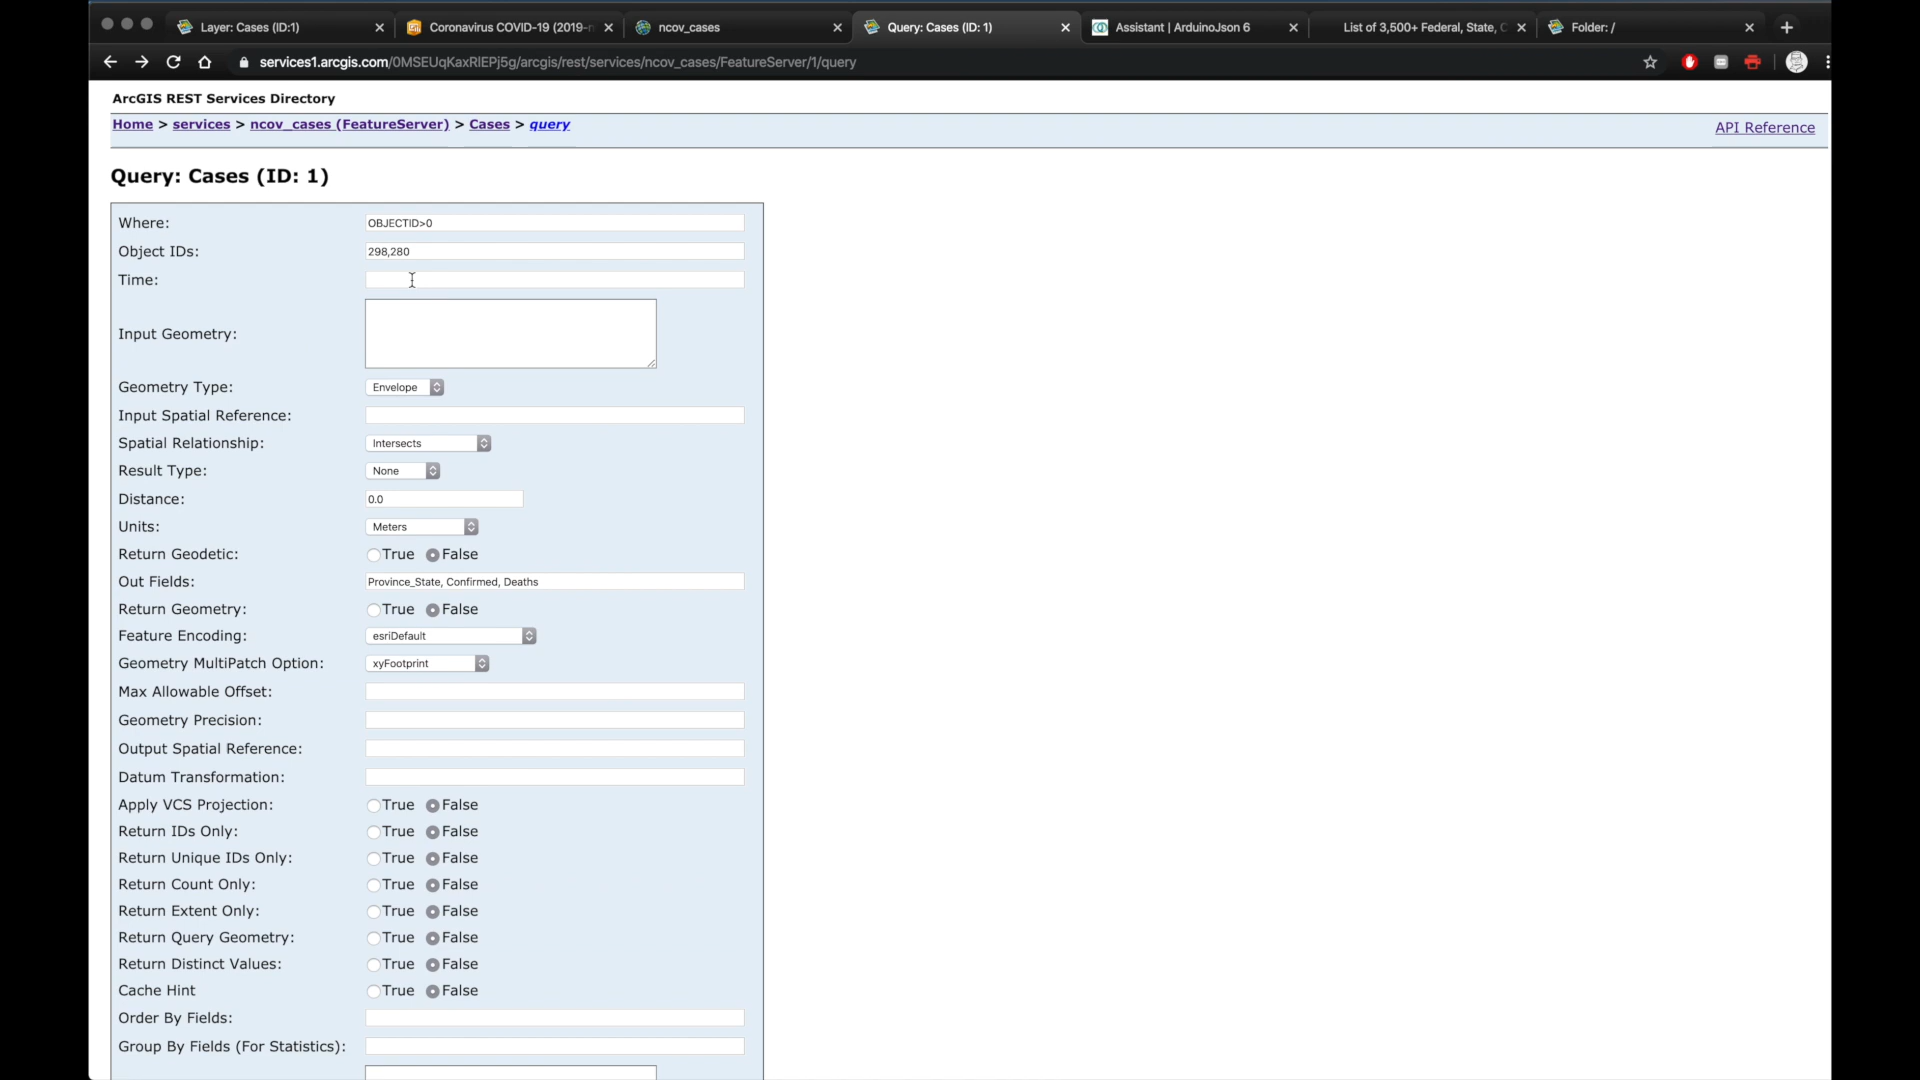 Layer: Cases (ID:1)
Coronavirus COVID-19 (2019-n
ncov_cases
Query: Cases (ID: 1)
Assistant | ArduinoJson 6
List of 3,500+ Federal, State, C
Folder: /
services1.arcgis.com/0MSEUqKaxRlEPj5g/arcgis/rest/services/ncov_cases/FeatureServer/1/query
ArcGIS REST Services Directory
Home > services > ncov_cases (FeatureServer) > Cases > query
API Reference
Query: Cases (ID: 1)
Where: OBJECTID>0
Object IDs: 298,280
Time:
Input Geometry:
Geometry Type: Envelope
Input Spatial Reference:
Spatial Relationship: Intersects
Result Type: None
Distance: 0.0
Units: Meters
Return Geodetic: True False
Out Fields: Province_State, Confirmed, Deaths
Return Geometry: True False
Feature Encoding: esriDefault
Geometry MultiPatch Option: xyFootprint
Max Allowable Offset:
Geometry Precision:
Output Spatial Reference:
Datum Transformation:
Apply VCS Projection: True False
Return IDs Only: True False
Return Unique IDs Only: True False
Return Count Only: True False
Return Extent Only: True False
Return Query Geometry: True False
Return Distinct Values: True False
Cache Hint True False
Order By Fields:
Group By Fields (For Statistics):